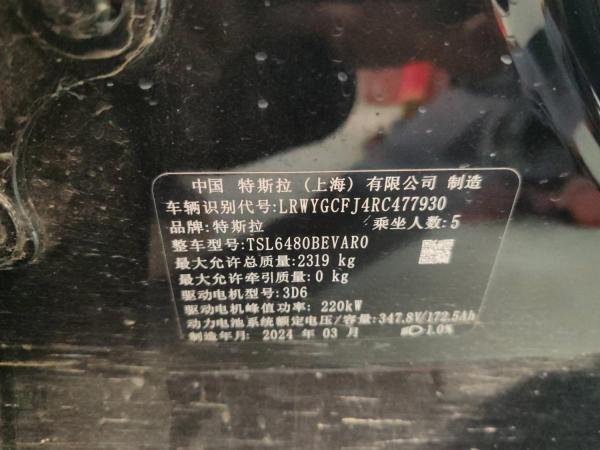 中国 特斯拉（上海）有限公司 制造
车辆识别代号:LRWYGCFJ4RC477930
品牌:特斯拉 乘坐人数:5
整车型号:TSL6480BEVAR0
最大允许总质量:2319 kg
最大允许牵引质量:0 kg
驱动电机型号:3D6
驱动电机峰值功率: 220kW
动力电池系统额定电压/容量:347.8V/172.5Ah
制造年月: 2024 年 03 月 1.0%